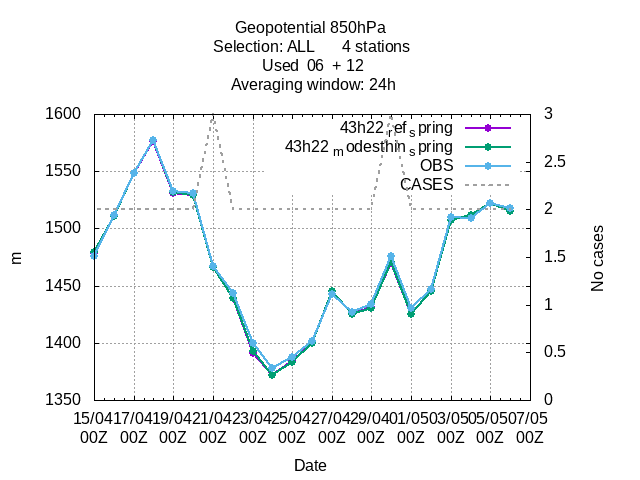 Geopotential 850hPa
Selection: ALL 4 stations
Used 06 + 12
Averaging window: 24h
43h22 ref spring
43h22 modesthin spring
OBS
CASES
1600
1550
1500
1450
1400
1350
m
3
2.5
2
1.5
1
0.5
0
No cases
15/04 17/04 19/04 21/04 23/04 25/04 27/04 29/04 01/05 03/05 05/05 07/05
00Z 00Z 00Z 00Z 00Z 00Z 00Z 00Z 00Z 00Z 00Z 00Z
Date